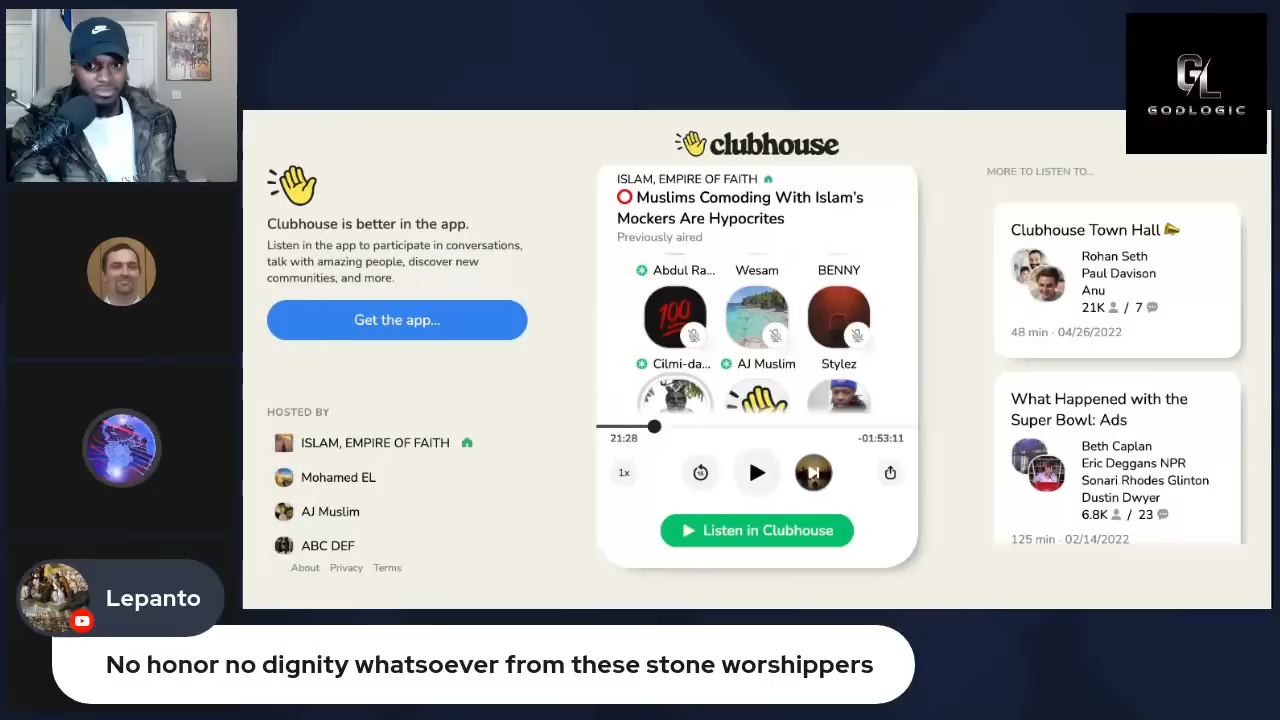 GL
GODLOGIC
clubhouse
Clubhouse is better in the app.
Listen in the app to participate in conversations,
talk with amazing people, discover new
communities, and more.
Get the app...
HOSTED BY
ISLAM, EMPIRE OF FAITH
Mohamed EL
AJ Muslim
ABC DEF
About Privacy Terms
ISLAM, EMPIRE OF FAITH
Muslims Comoding With Islam's
Mockers Are Hypocrites
Previously aired
Abdul Ra... Wesam BENNY
100
Cilmi-da... AJ Muslim Stylez
21:28 -01:53:11
1x
15
Listen in Clubhouse
MORE TO LISTEN TO...
Clubhouse Town Hall
Rohan Seth
Paul Davison
Anu
21K / 7
48 min · 04/26/2022
What Happened with the
Super Bowl: Ads
Beth Caplan
Eric Deggans NPR
Sonari Rhodes Glinton
Dustin Dwyer
6.8K / 23
125 min · 02/14/2022
Lepanto
No honor no dignity whatsoever from these stone worshippers